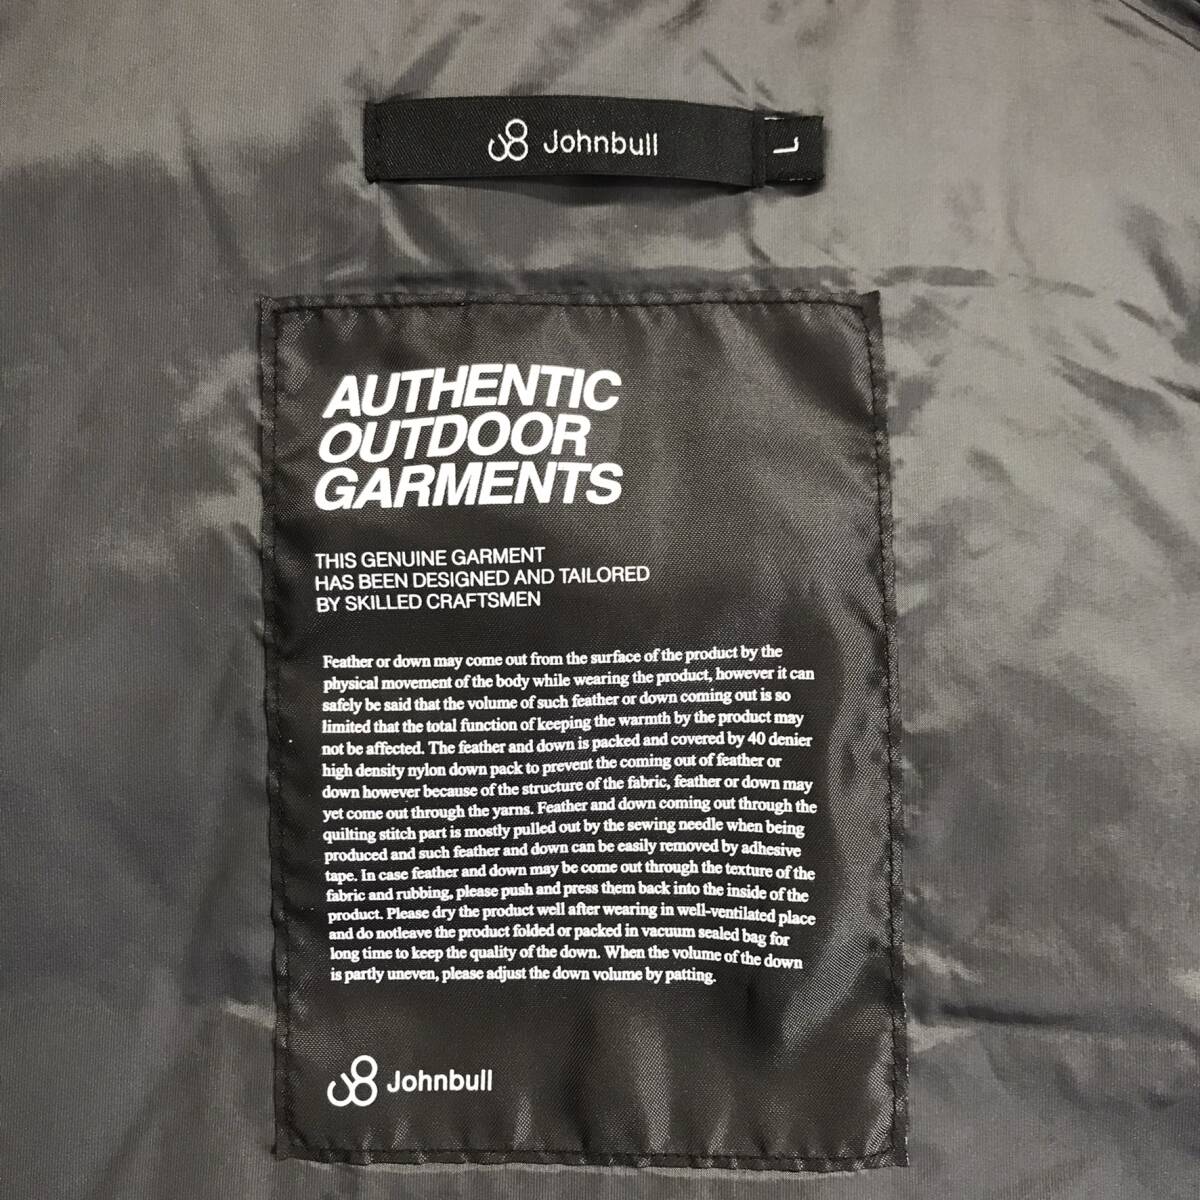 Johnbull
L
AUTHENTIC
OUTDOOR
GARMENTS
THIS GENUINE GARMENT
HAS BEEN DESIGNED AND TAILORED
BY SKILLED CRAFTSMEN
Feather or down may come out from the surface of the product by the
physical movement of the body while wearing the product, however it can
safely be said that the volume of such feather or down coming out is so
limited that the total function of keeping the warmth by the product may
not be affected. The feather and down is packed and covered by 40 denier
high density nylon down pack to prevent the coming out of feather or
down however because of the structure of the fabric, feather or down may
yet come out through the yarns. Feather and down coming out through the
quilting stitch part is mostly pulled out by the sewing needle when being
produced and such feather and down can be easily removed by adhesive
tape. In case feather and down may be come out through the texture of the
fabric and rubbing, please push and press them back into the inside of the
product. Please dry the product well after wearing in well-ventilated place
and do notleave the product folded or packed in vacuum sealed bag for
long time to keep the quality of the down. When the volume of the down
is partly uneven, please adjust the down volume by patting.
Johnbull